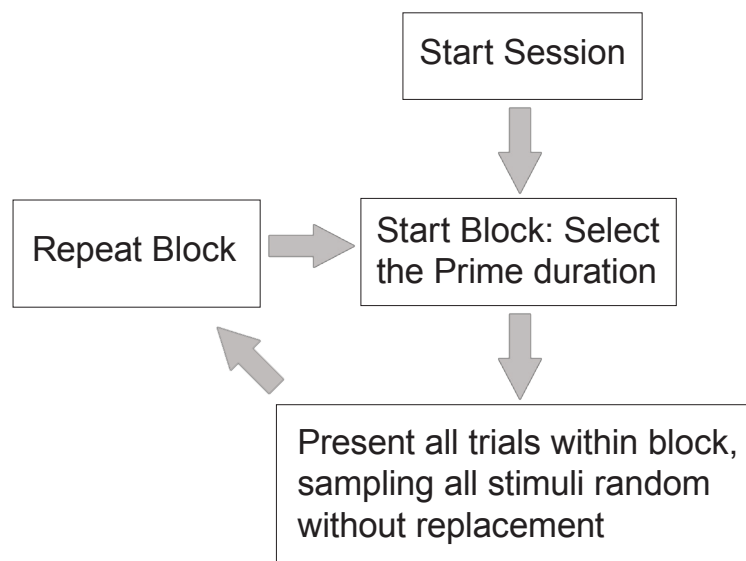 Start Session
Repeat Block
Start Block: Select
the Prime duration
Present all trials within block,
sampling all stimuli random
without replacement